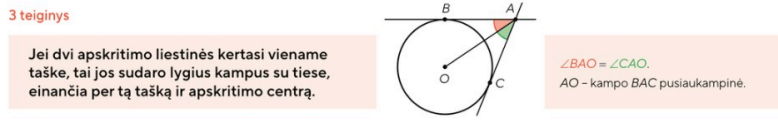 3 teiginys
Jei dvi apskritimo liestinės kertasi viename
taške, tai jos sudaro lygius kampus su tiese,
einančia per tą tašką ir apskritimo centrą.
B
A
O
C
∠BAO = ∠CAO.
AO – kampo BAC pusiaukampinė.